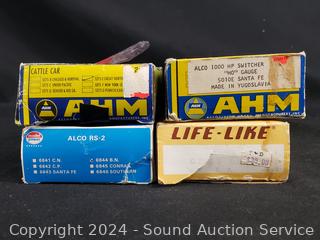 CATTLE CAR
AHM
ALCO 1000 HP SWITCHER
"HO" GAUGE
5010E SANTA FE
MADE IN YUGOSLAVIA
AHM
ALCO RS-2
6841 C.N.
6842 C.P.
6843 SANTA FE
6844 B.N.
6845 CONRAIL
6846 SOUTHERN
LIFE-LIKE
Copyright 2024 - Sound Auction Service